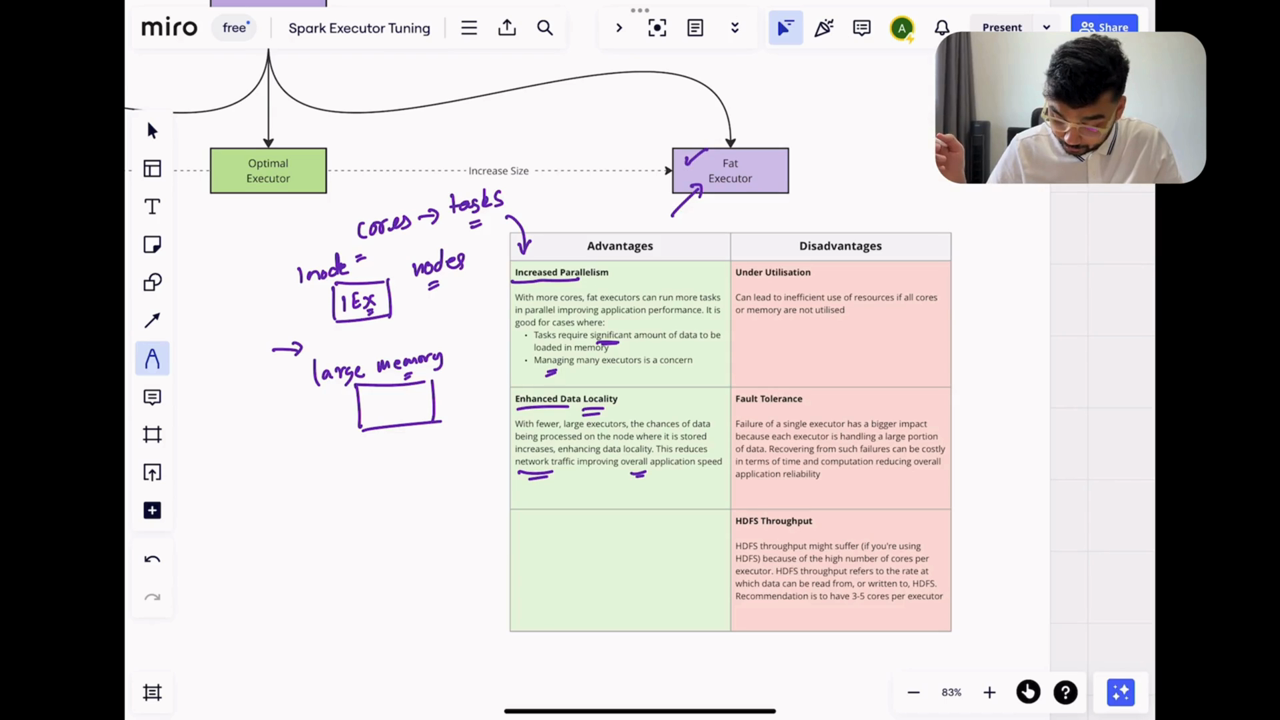 miro
free
Spark Executor Tuning
Present
Share
Optimal
Executor
Increase Size
Fat
Executor
cores → tasks
1 node =
nodes
1 Ex
large memory
Advantages
Disadvantages
Increased Parallelism
With more cores, fat executors can run more tasks
in parallel improving application performance. It is
good for cases where:
• Tasks require significant amount of data to be
loaded in memory
• Managing many executors is a concern
Under Utilisation
Can lead to inefficient use of resources if all cores
or memory are not utilised
Enhanced Data Locality
With fewer, large executors, the chances of data
being processed on the node where it is stored
increases, enhancing data locality. This reduces
network traffic improving overall application speed
Fault Tolerance
Failure of a single executor has a bigger impact
because each executor is handling a large portion
of data. Recovering from such failures can be costly
in terms of time and computation reducing overall
application reliability
HDFS Throughput
HDFS throughput might suffer (if you're using
HDFS) because of the high number of cores per
executor. HDFS throughput refers to the rate at
which data can be read from, or written to, HDFS.
Recommendation is to have 3-5 cores per executor
83%